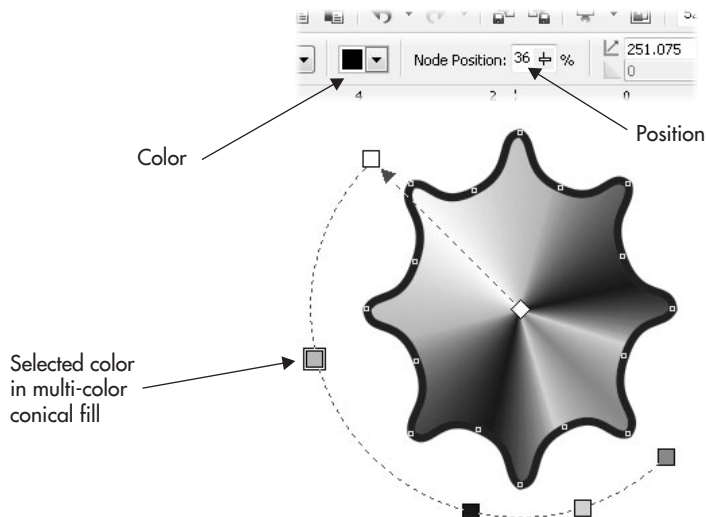 Node Position: 36 %
251.075
0
4 2 0
Position
Color
Selected color
in multi-color
conical fill